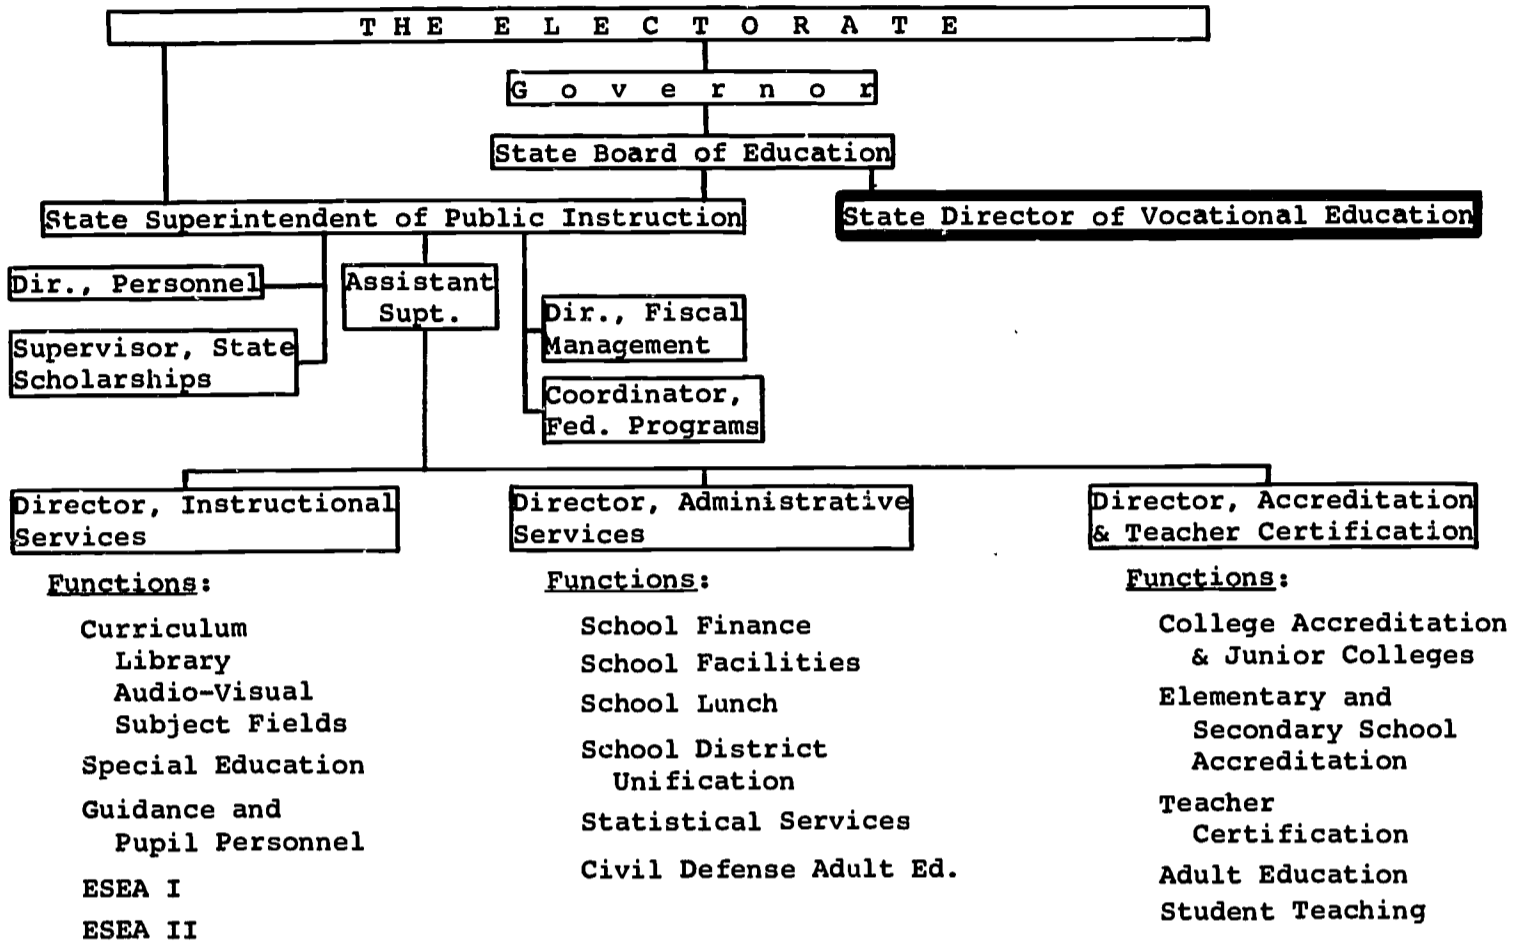 THE ELECTORATE
Governor
State Board of Education
State Superintendent of Public Instruction
State Director of Vocational Education
Dir., Personnel
Supervisor, State
Scholarships
Assistant
Supt.
Dir., Fiscal
Management
Coordinator,
Fed. Programs
Director, Instructional
Services
Functions:
Curriculum
Library
Audio-Visual
Subject Fields
Special Education
Guidance and
Pupil Personnel
ESEA I
ESEA II
Director, Administrative
Services
Functions:
School Finance
School Facilities
School Lunch
School District
Unification
Statistical Services
Civil Defense Adult Ed.
Director, Accreditation
& Teacher Certification
Functions:
College Accreditation
& Junior Colleges
Elementary and
Secondary School
Accreditation
Teacher
Certification
Adult Education
Student Teaching